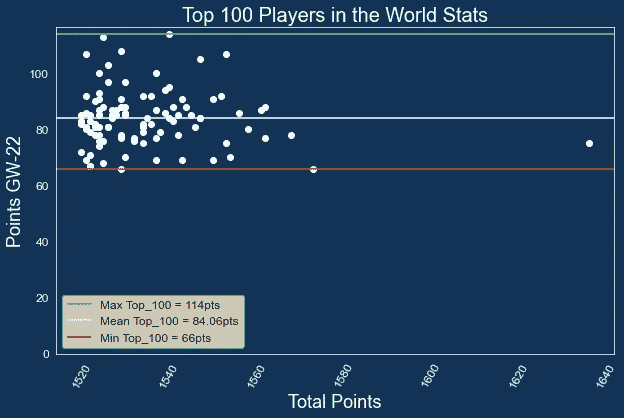 Top 100 Players in the World Stats
Points GW-22
100
80
60
40
20
0
Max Top_100 = 114pts
Mean Top_100 = 84.06pts
Min Top_100 = 66pts
1520 1540 1560 1580 1600 1620 1640
Total Points